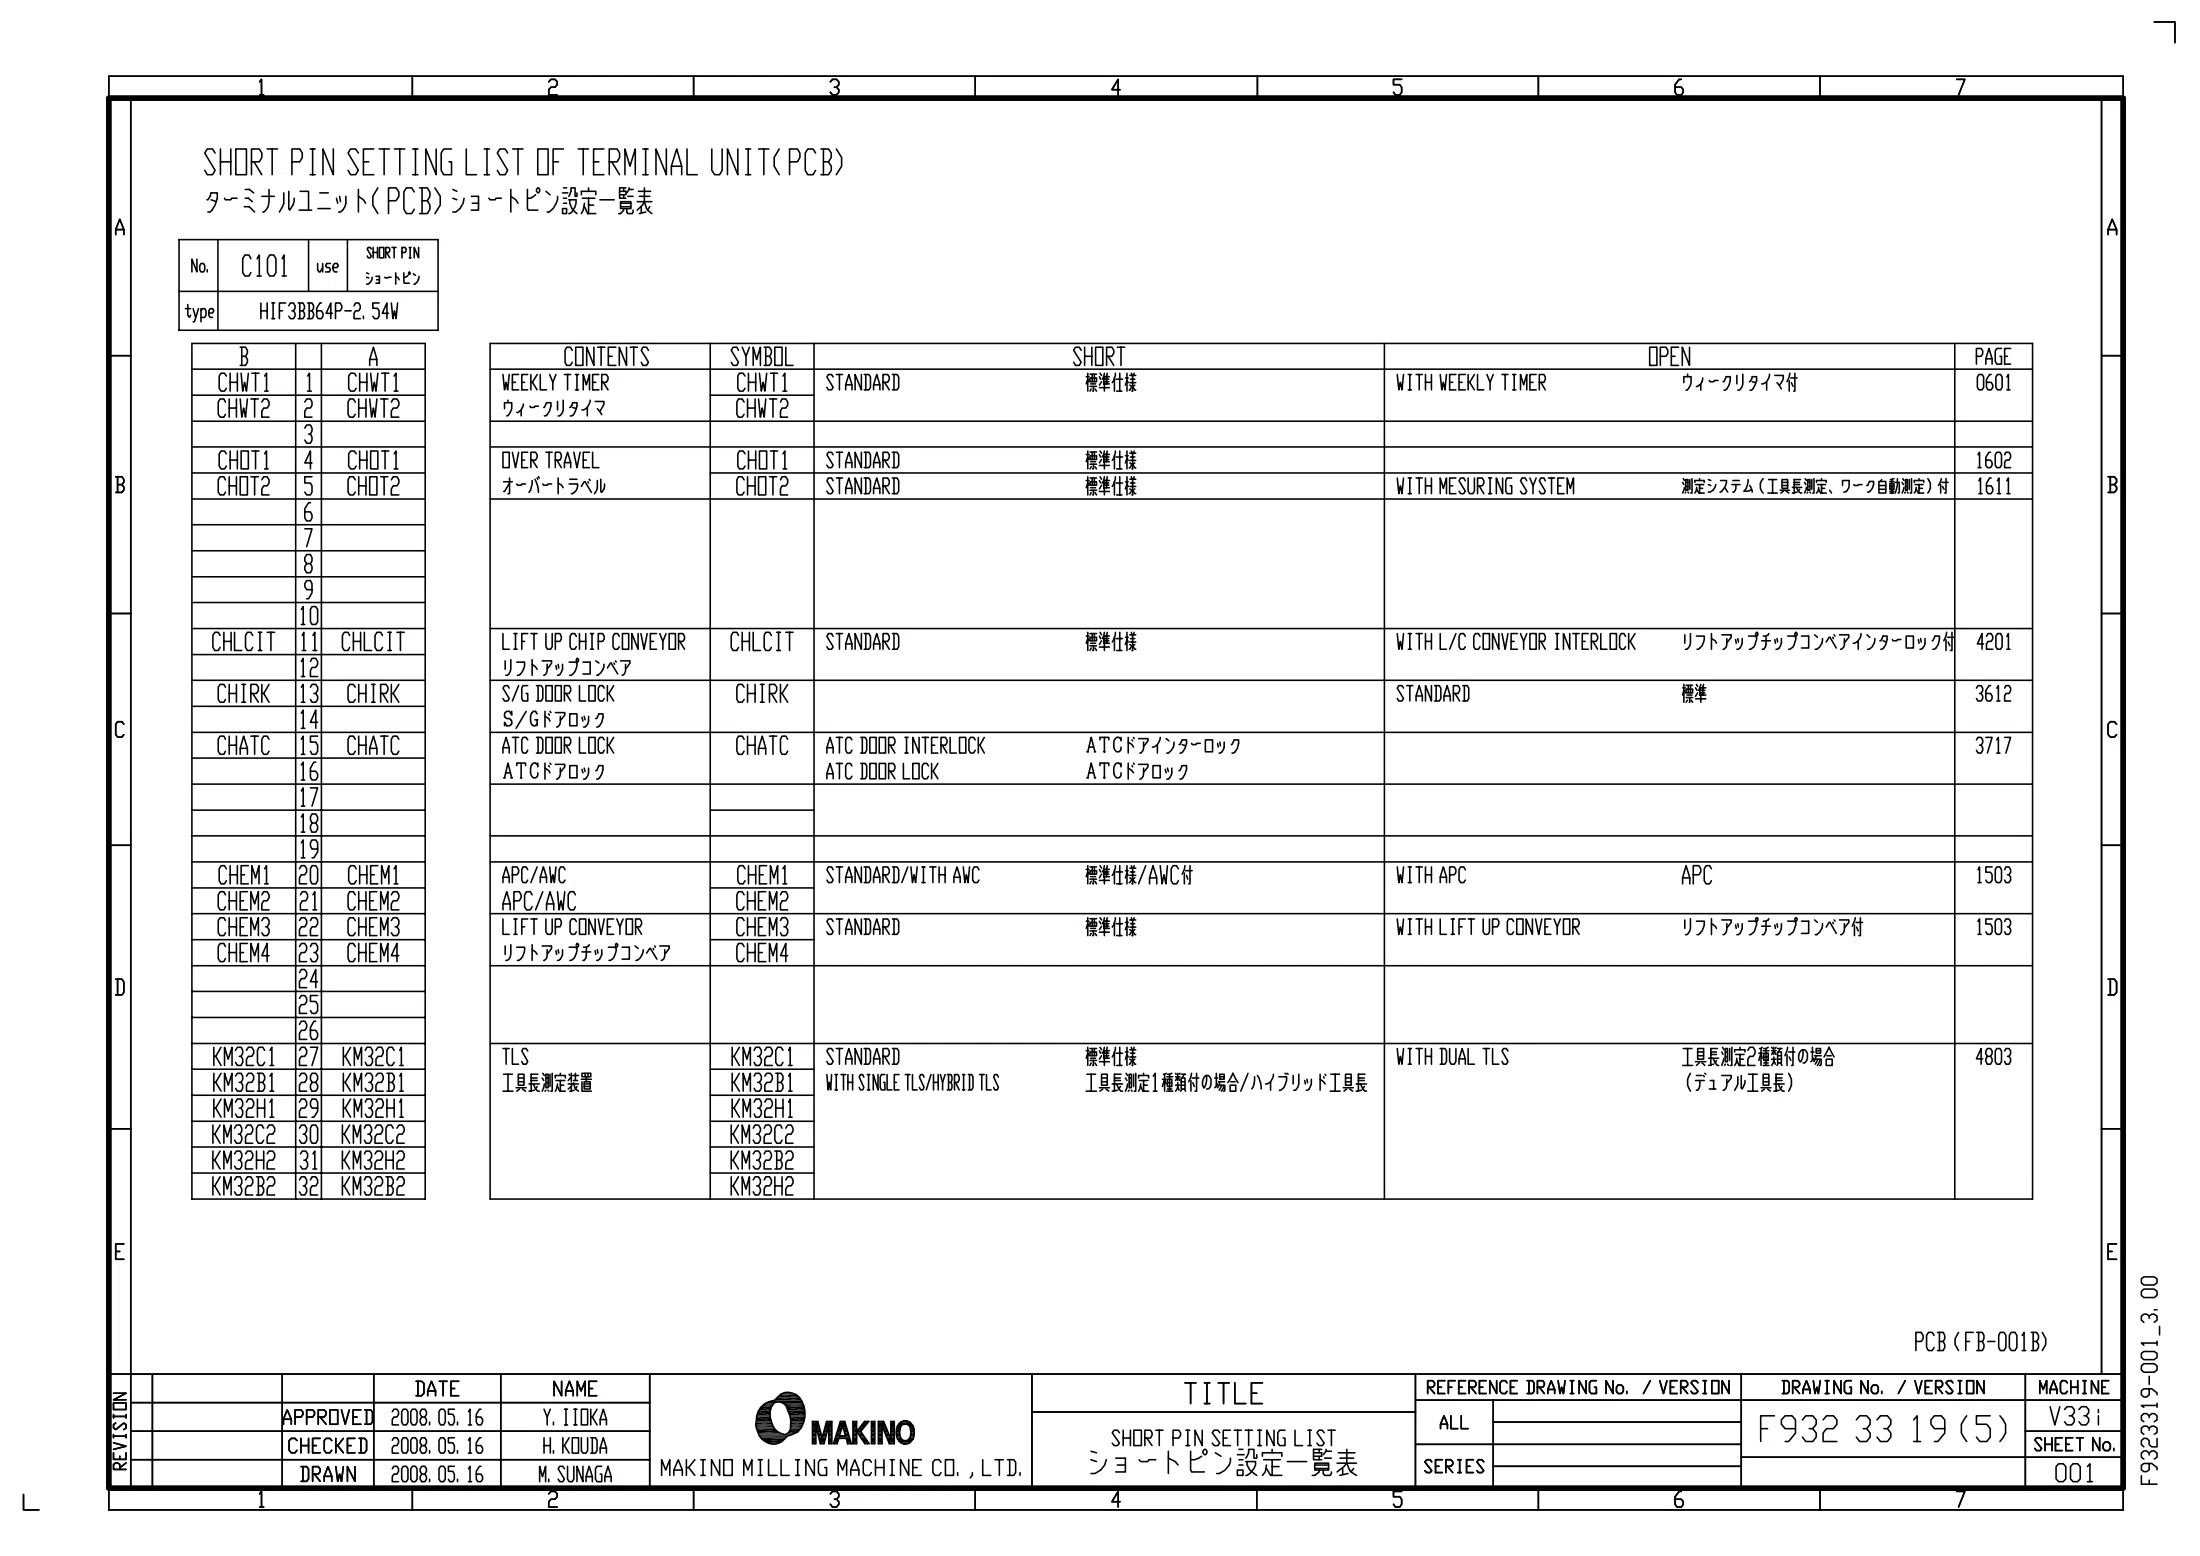 1 2 3 4 5 6 7
SHORT PIN SETTING LIST OF TERMINAL UNIT(PCB)
ターミナルユニット(PCB)ショートピン設定一覧表
No. C101 use SHORT PIN
ショートピン
type HIF3BB64P-2.54W
B A CONTENTS SYMBOL SHORT OPEN PAGE
CHWT1 1 CHWT1 WEEKLY TIMER CHWT1 STANDARD 標準仕様 WITH WEEKLY TIMER ウィークリタイマ付 0601
CHWT2 2 CHWT2 ウィークリタイマ CHWT2
3
CHOT1 4 CHOT1 OVER TRAVEL CHOT1 STANDARD 標準仕様 1602
CHOT2 5 CHOT2 オーバートラベル CHOT2 STANDARD 標準仕様 WITH MESURING SYSTEM 測定システム(工具長測定、ワーク自動測定)付 1611
6
7
8
9
10
CHLCIT 11 CHLCIT LIFT UP CHIP CONVEYOR CHLCIT STANDARD 標準仕様 WITH L/C CONVEYOR INTERLOCK リフトアップチップコンベアインターロック付 4201
12 リフトアップコンベア
CHIRK 13 CHIRK S/G DOOR LOCK CHIRK STANDARD 標準 3612
14 S/Gドアロック
CHATC 15 CHATC ATC DOOR LOCK CHATC ATC DOOR INTERLOCK ATCドアインターロック 3717
16 ATCドアロック ATC DOOR LOCK ATCドアロック
17
18
19
CHEM1 20 CHEM1 APC/AWC CHEM1 STANDARD/WITH AWC 標準仕様/AWC付 WITH APC APC 1503
CHEM2 21 CHEM2 APC/AWC CHEM2
CHEM3 22 CHEM3 LIFT UP CONVEYOR CHEM3 STANDARD 標準仕様 WITH LIFT UP CONVEYOR リフトアップチップコンベア付 1503
CHEM4 23 CHEM4 リフトアップチップコンベア CHEM4
24
25
26
KM32C1 27 KM32C1 TLS KM32C1 STANDARD 標準仕様 WITH DUAL TLS 工具長測定2種類付の場合 4803
KM32B1 28 KM32B1 工具長測定装置 KM32B1 WITH SINGLE TLS/HYBRID TLS 工具長測定1種類付の場合/ハイブリッド工具長 (デュアル工具長)
KM32H1 29 KM32H1 KM32H1
KM32C2 30 KM32C2 KM32C2
KM32H2 31 KM32H2 KM32B2
KM32B2 32 KM32B2 KM32H2
A A
B B
C C
D D
E E
PCB(FB-001B)
F93233319-001_3.00
REVISION
DATE NAME
APPROVED 2008.05.16 Y.IIOKA
CHECKED 2008.05.16 H.KOUDA
DRAWN 2008.05.16 M.SUNAGA
MAKINO
MAKINO MILLING MACHINE CO.,LTD.
TITLE
SHORT PIN SETTING LIST
ショートピン設定一覧表
REFERENCE DRAWING No. / VERSION
ALL
SERIES
DRAWING No. / VERSION
F932 33 19(5)
MACHINE
V33i
SHEET No.
001
1 2 3 4 5 6 7